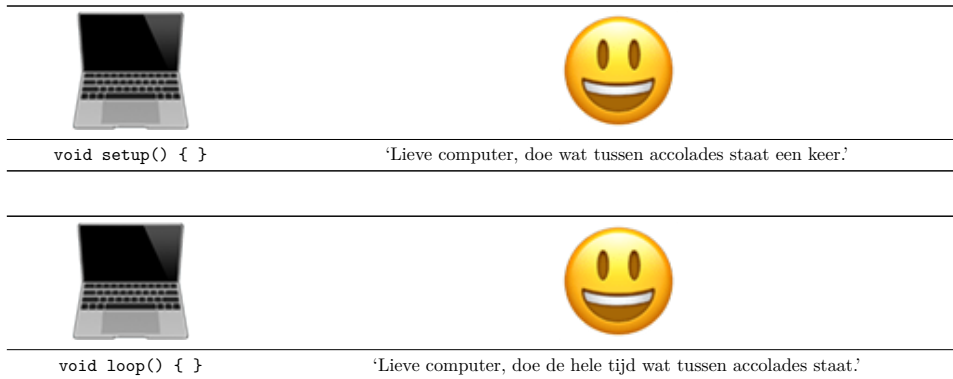 void setup() { } ‘Lieve computer, doe wat tussen accolades staat een keer.’
void loop() { } ‘Lieve computer, doe de hele tijd wat tussen accolades staat.’